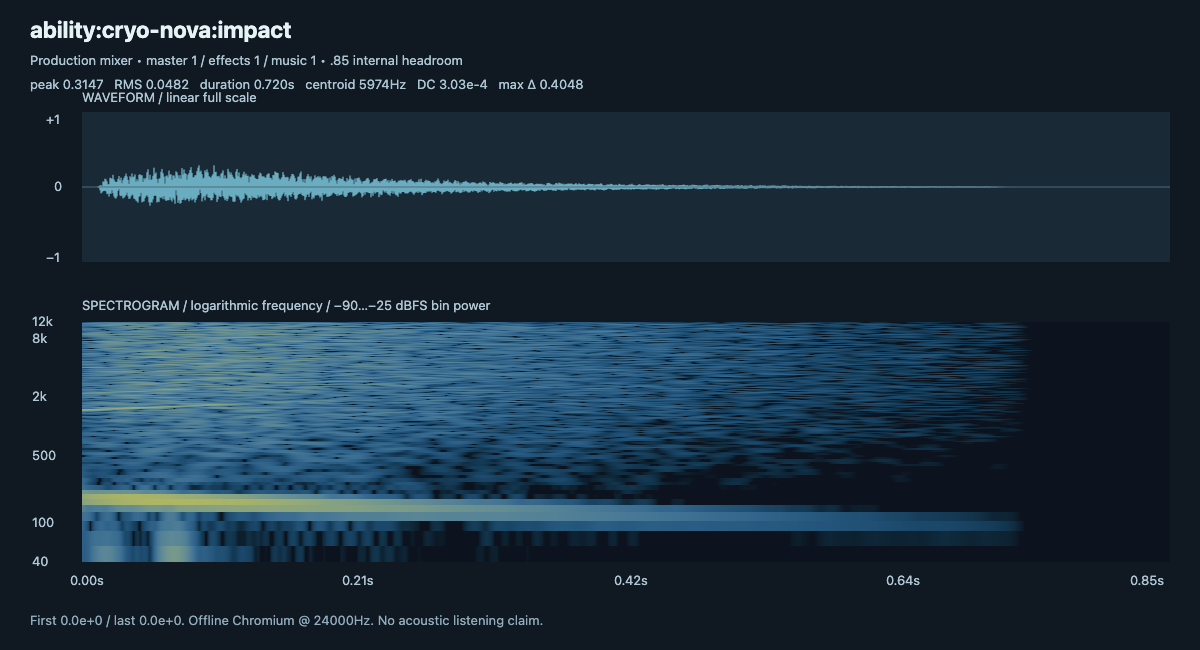 ability:cryo-nova:impact
Production mixer • master 1 / effects 1 / music 1 • .85 internal headroom
peak 0.3147 RMS 0.0482 duration 0.720s centroid 5974Hz DC 3.03e-4 max Δ 0.4048
WAVEFORM / linear full scale
+1
0
−1
SPECTROGRAM / logarithmic frequency / −90…−25 dBFS bin power
12k
8k
2k
500
100
40
0.00s 0.21s 0.42s 0.64s 0.85s
First 0.0e+0 / last 0.0e+0. Offline Chromium @ 24000Hz. No acoustic listening claim.